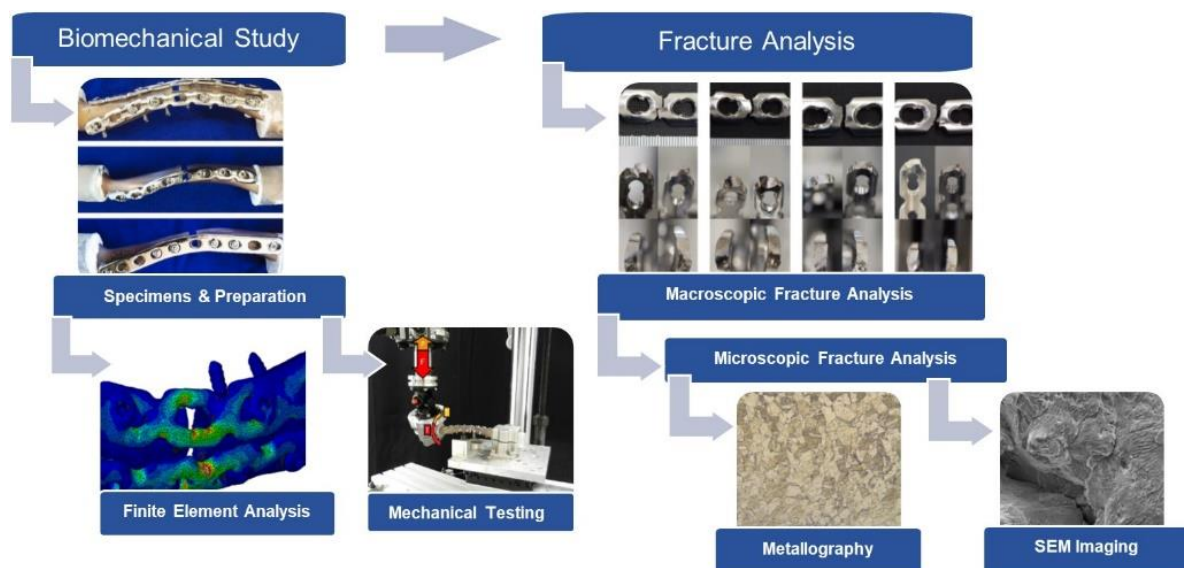 Biomechanical Study
Fracture Analysis
Specimens & Preparation
Macroscopic Fracture Analysis
Microscopic Fracture Analysis
Finite Element Analysis
Mechanical Testing
Metallography
SEM Imaging